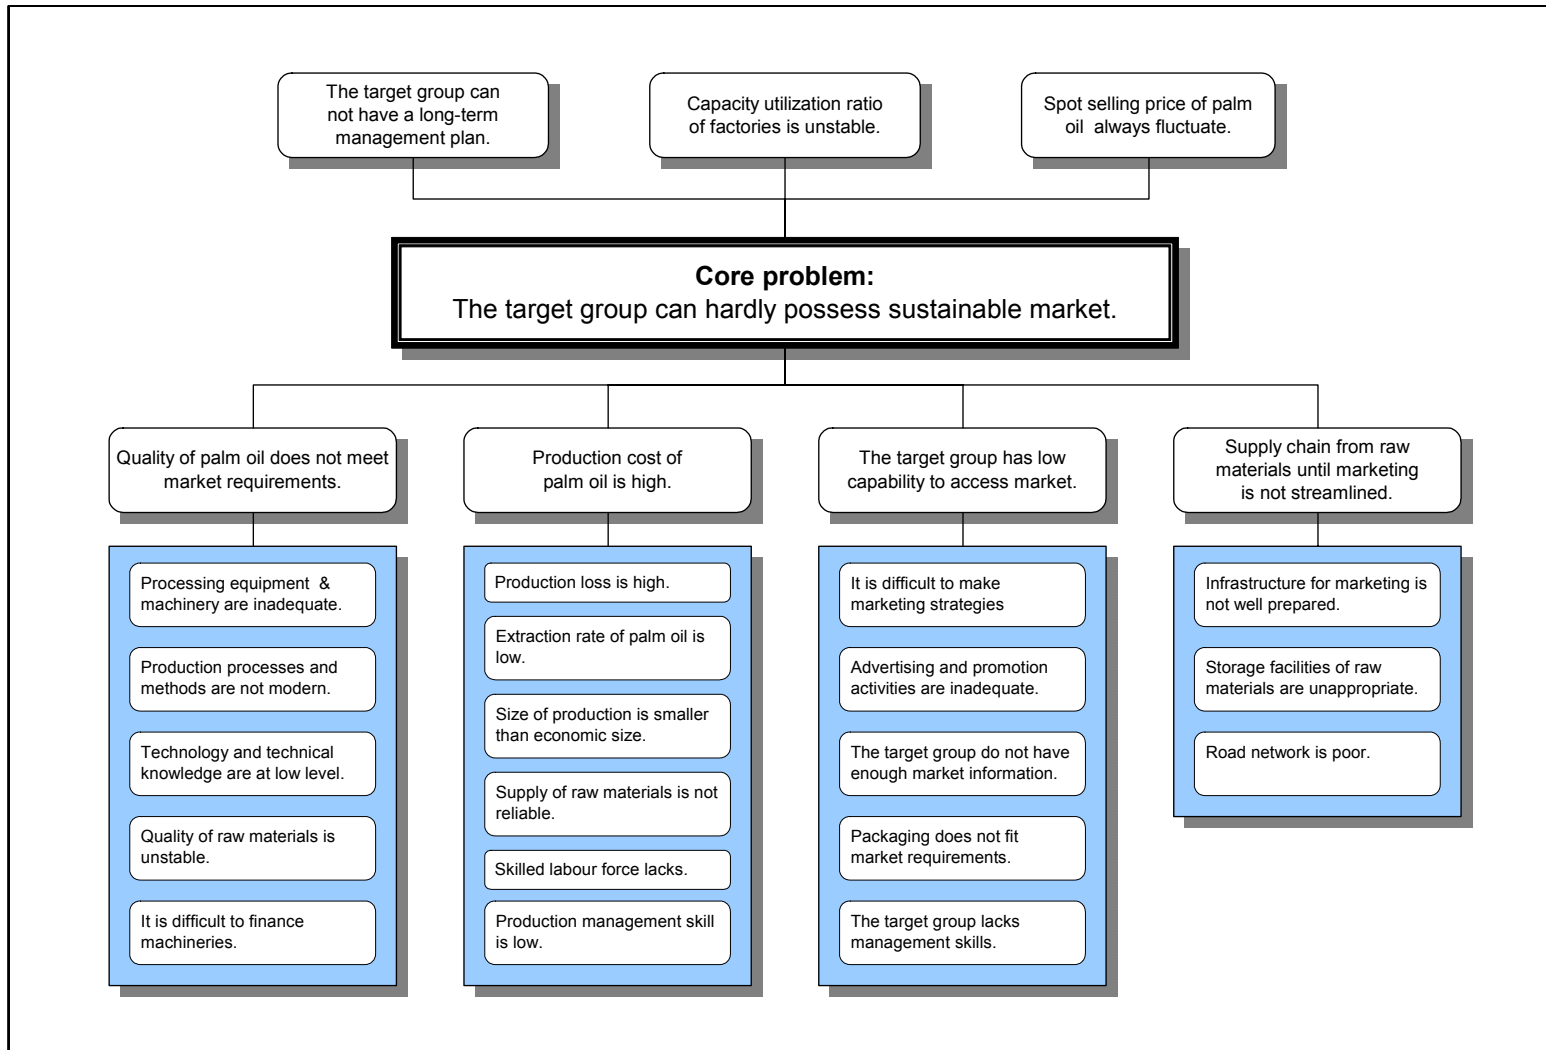 The target group can
not have a long-term
management plan.
Capacity utilization ratio
of factories is unstable.
Spot selling price of palm
oil always fluctuate.
Core problem:
The target group can hardly possess sustainable market.
Quality of palm oil does not meet
market requirements.
Production cost of
palm oil is high.
The target group has low
capability to access market.
Supply chain from raw
materials until marketing
is not streamlined.
Processing equipment & 
machinery are inadequate.
Production processes and
methods are not modern.
Technology and technical
knowledge are at low level.
Quality of raw materials is
unstable.
It is difficult to finance
machineries.
Production loss is high.
Extraction rate of palm oil is
low.
Size of production is smaller
than economic size.
Supply of raw materials is not
reliable.
Skilled labour force lacks.
Production management skill
is low.
It is difficult to make
marketing strategies
Advertising and promotion
activities are inadequate.
The target group do not have
enough market information.
Packaging does not fit
market requirements.
The target group lacks
management skills.
Infrastructure for marketing is
not well prepared.
Storage facilities of raw
materials are unappropriate.
Road network is poor.